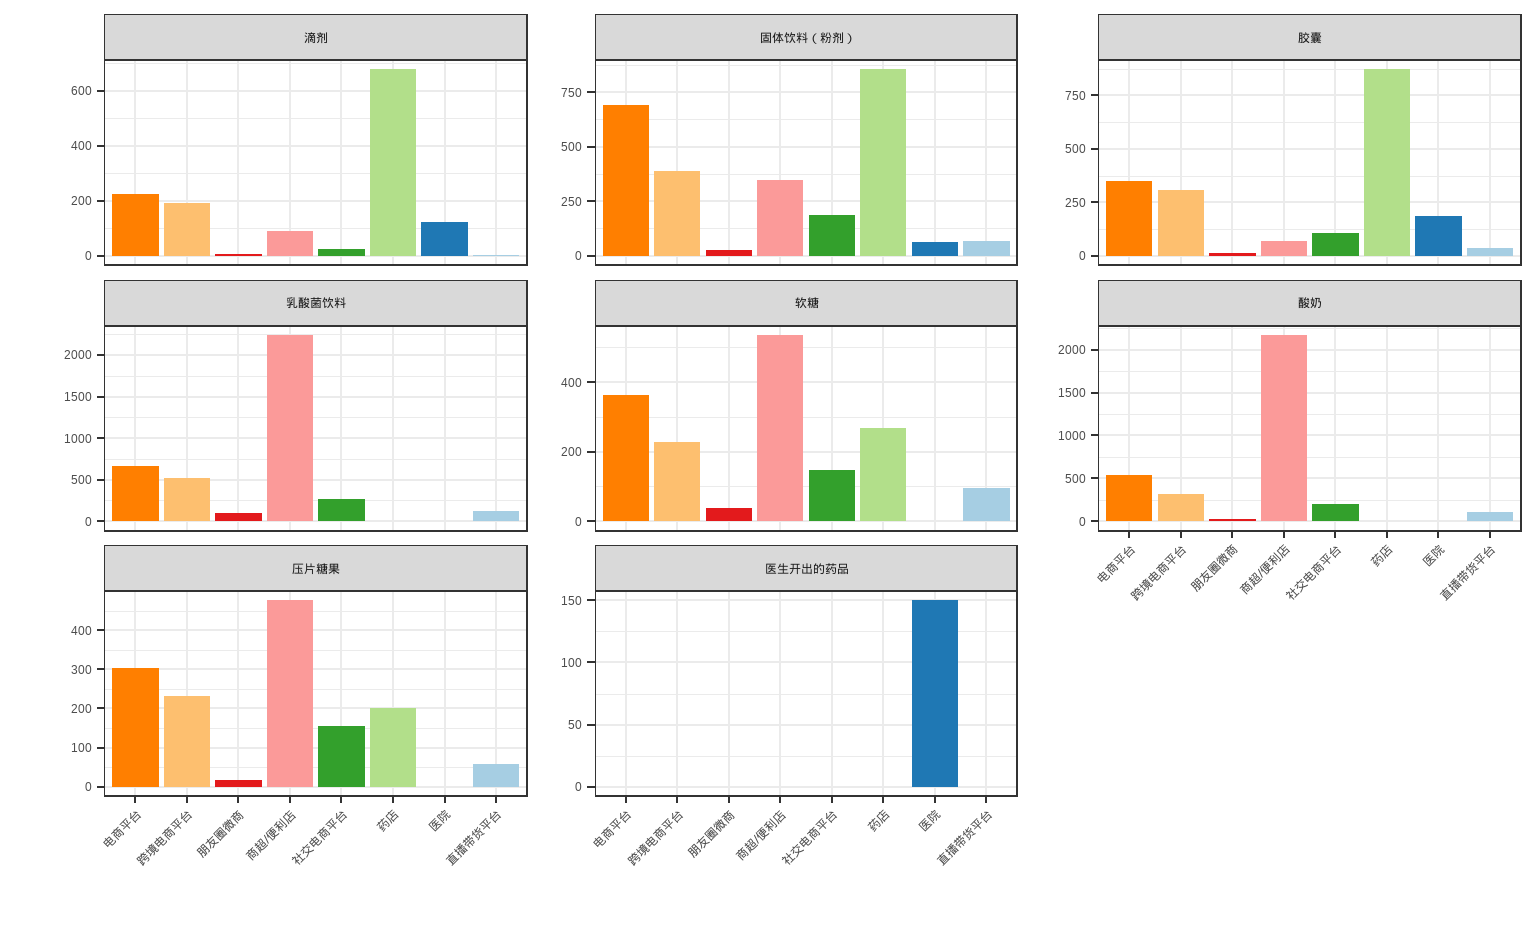 滴剂
600
400
200
0
固体饮料（粉剂）
750
500
250
0
胶囊
750
500
250
0
乳酸菌饮料
2000
1500
1000
500
0
软糖
400
200
0
酸奶
2000
1500
1000
500
0
电商平台
跨境电商平台
朋友圈微商
商超/便利店
社交电商平台
药店
医院
直播带货平台
压片糖果
400
300
200
100
0
电商平台
跨境电商平台
朋友圈微商
商超/便利店
社交电商平台
药店
医院
直播带货平台
医生开出的药品
150
100
50
0
电商平台
跨境电商平台
朋友圈微商
商超/便利店
社交电商平台
药店
医院
直播带货平台